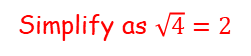 Simplify as √4 = 2